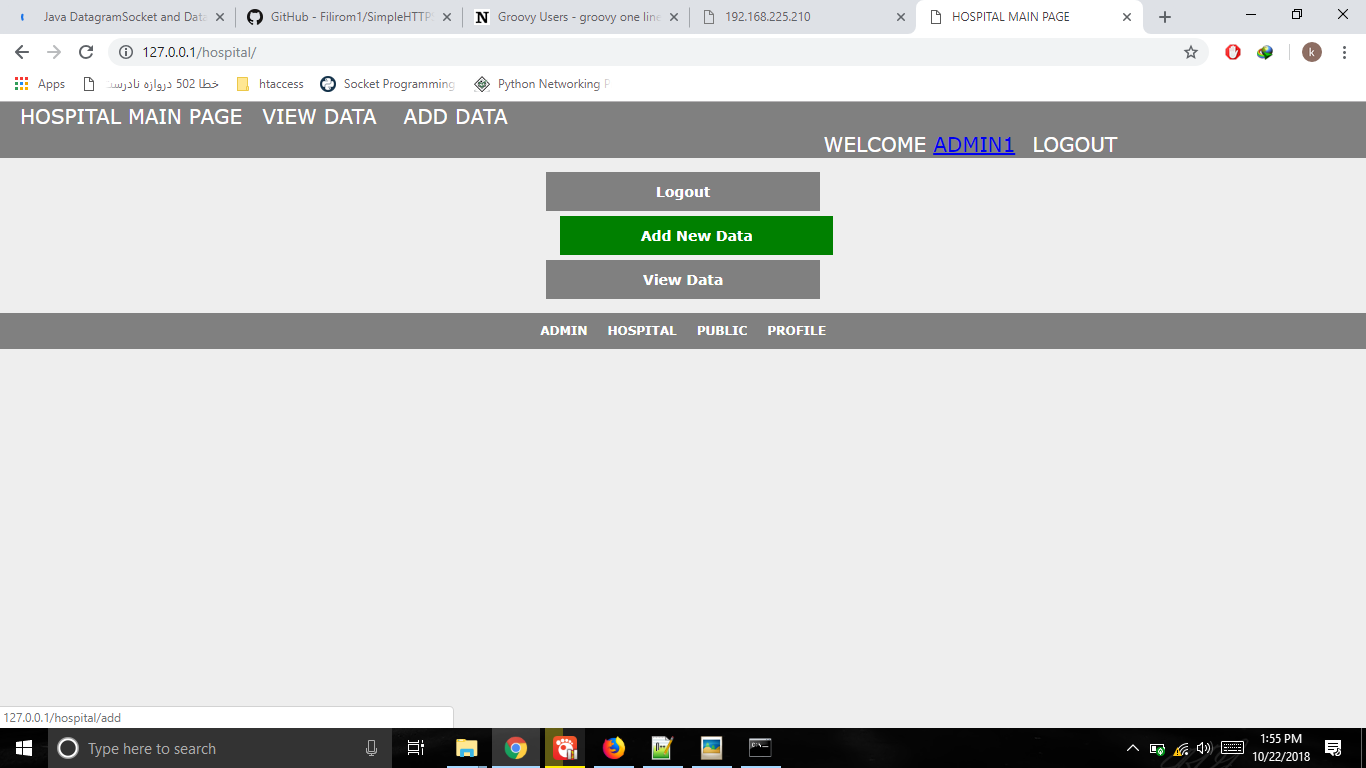 Java DatagramSocket and Data
GitHub - Filirom1/SimpleHTTPS
Groovy Users - groovy one line
192.168.225.210
HOSPITAL MAIN PAGE
127.0.0.1/hospital/
k
Apps
خطا 502 دروازه نادرست
htaccess
Socket Programming
Python Networking P
HOSPITAL MAIN PAGE VIEW DATA ADD DATA
WELCOME ADMIN1 LOGOUT
Logout
Add New Data
View Data
ADMIN HOSPITAL PUBLIC PROFILE
127.0.0.1/hospital/add
Type here to search
1:55 PM
10/22/2018